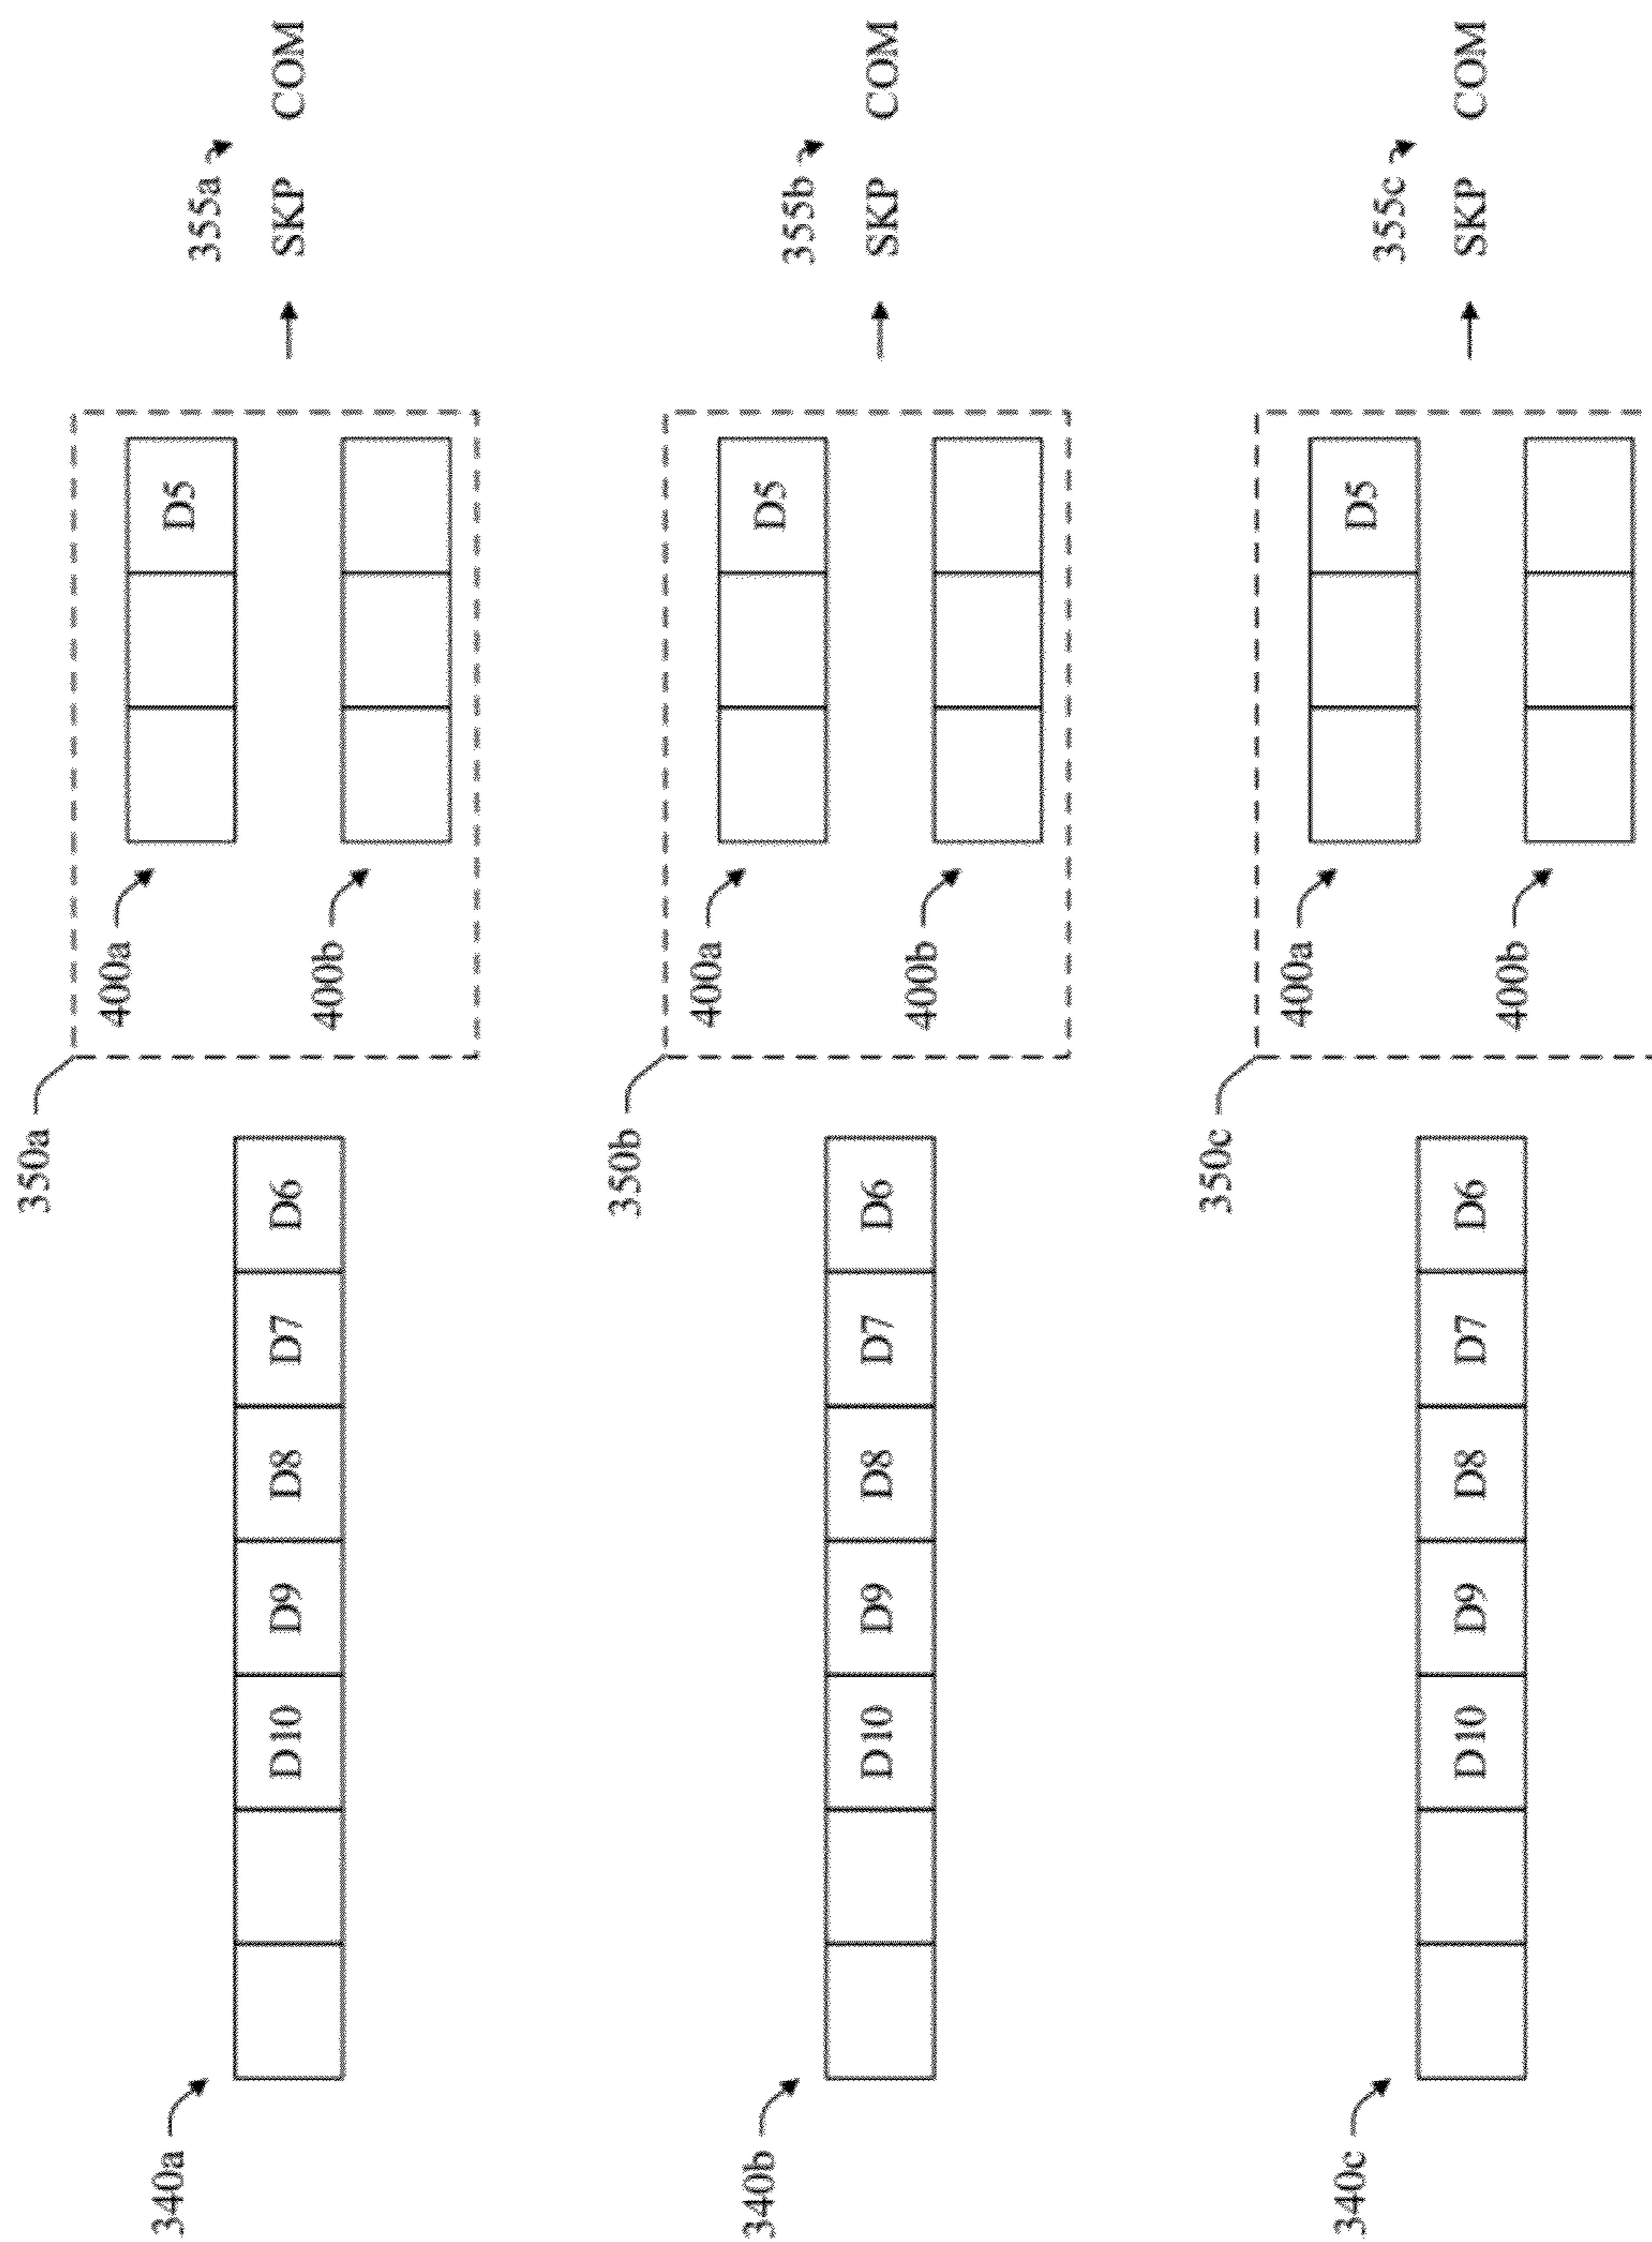 350a
355a
400a
D5
SKP COM
340a
D10 D9 D8 D7 D6
400b
350b
355b
400a
D5
SKP COM
340b
D10 D9 D8 D7 D6
400b
350c
355c
400a
D5
SKP COM
340c
D10 D9 D8 D7 D6
400b